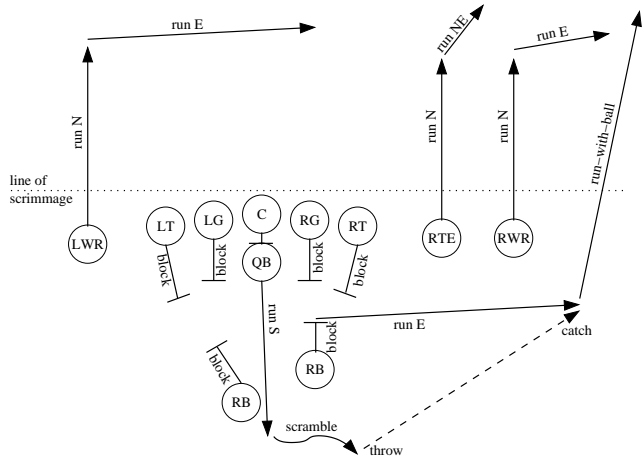 run E
run NE
run E
run N
run N
run N
run-with-ball
line of
scrimmage
LWR
LT
LG
C
RG
RT
RTE
RWR
block
block
QB
block
block
run S
run E
catch
block
RB
block
RB
scramble
throw